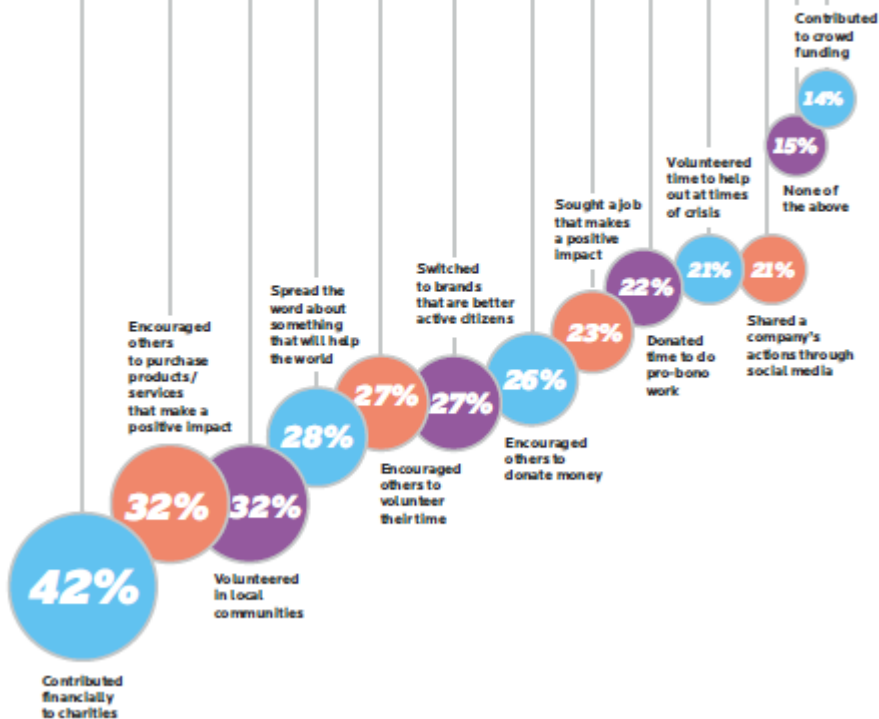 42%
Contributed
financially
to charities
Encouraged
others
to purchase
products/
services
that make a
positive impact
32%
32%
Volunteered
in local
communities
Spread the
word about
something
that will help
the world
28%
27%
Encouraged
others to
volunteer
their time
Switched
to brands
that are better
active citizens
27%
26%
Encouraged
others to
donate money
Sought a job
that makes
a positive
impact
23%
22%
Donated
time to do
pro-bono
work
Volunteered
time to help
out at times
of crisis
21%
21%
Shared a
company's
actions through
social media
15%
None of
the above
Contributed
to crowd
funding
14%